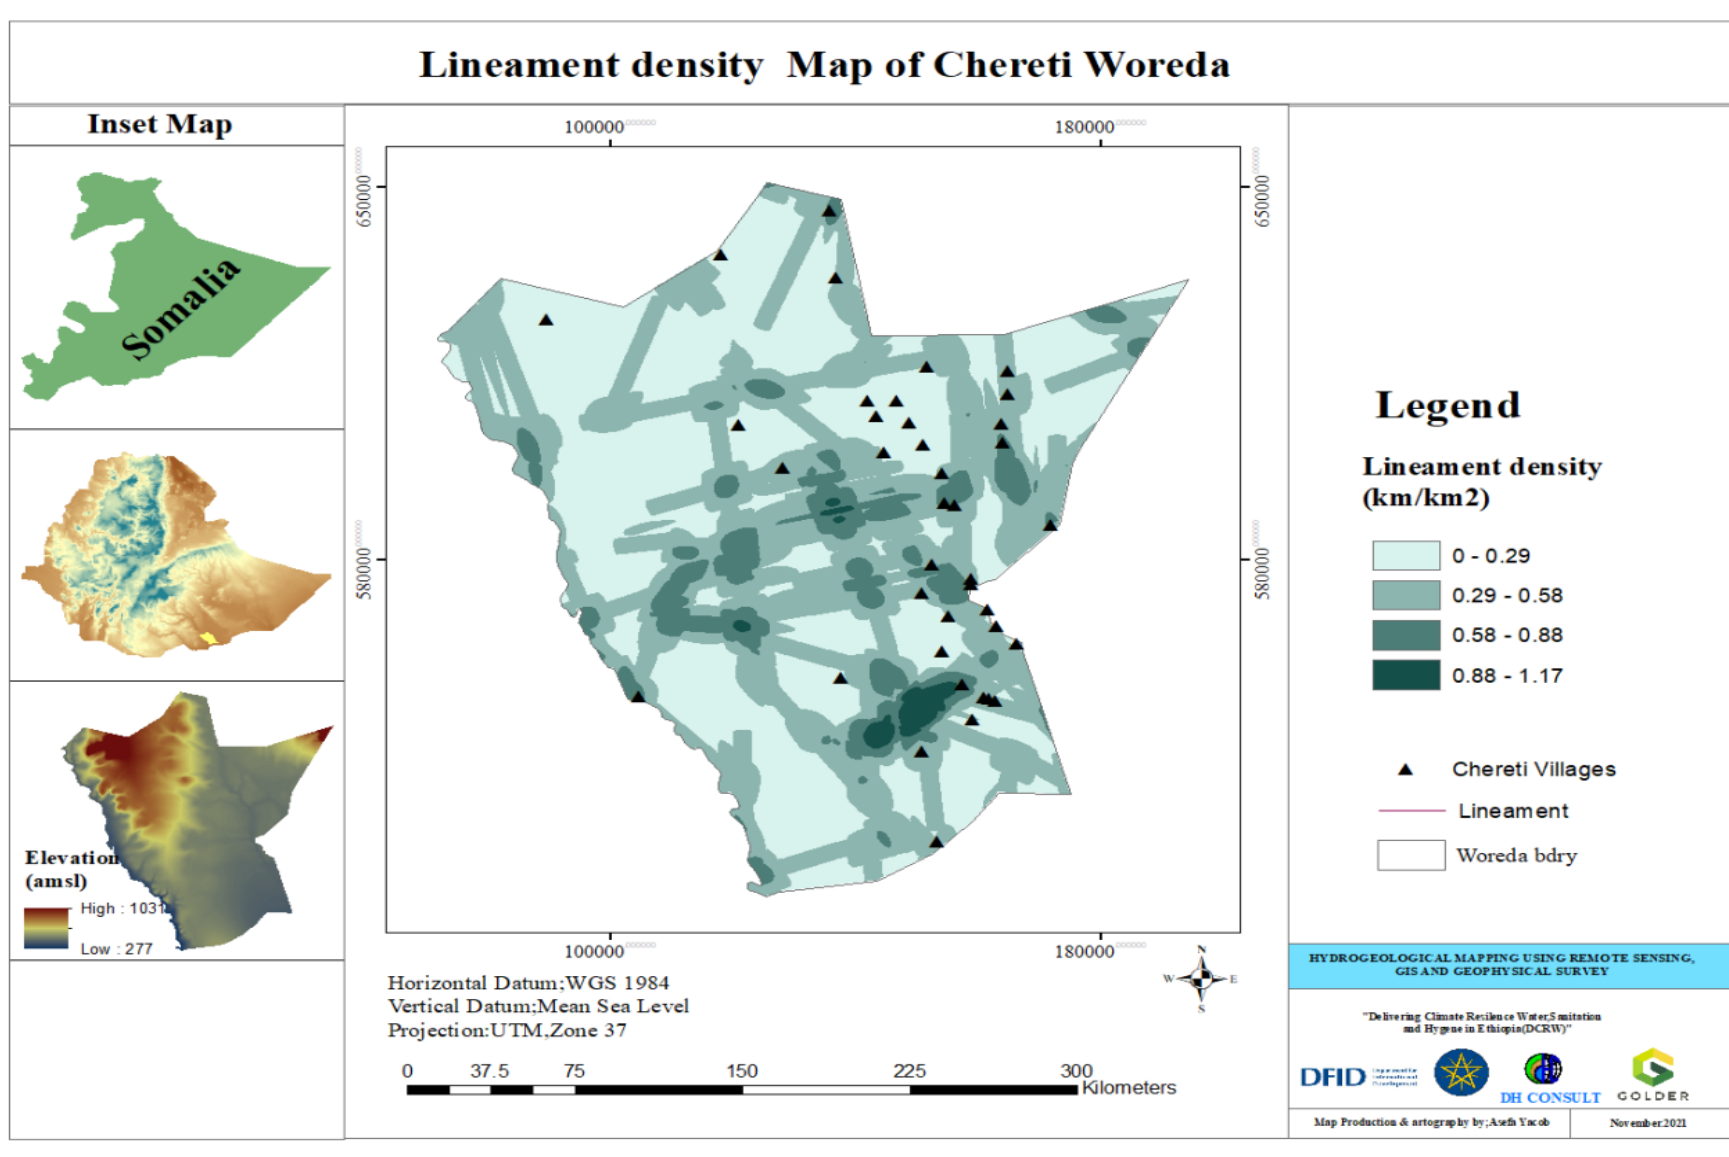 Lineament density Map of Chereti Woreda
Inset Map
Somalia
Elevation
(amsl)
High : 1031
Low : 277
100000
180000
650000
650000
580000
580000
100000
180000
N
W
E
S
Horizontal Datum;WGS 1984
Vertical Datum;Mean Sea Level
Projection:UTM,Zone 37
0 37.5 75 150 225 300
Kilometers
Legend
Lineament density
(km/km2)
0 - 0.29
0.29 - 0.58
0.58 - 0.88
0.88 - 1.17
Chereti Villages
Lineament
Woreda bdry
HYDROGEOLOGICAL MAPPING USING REMOTE SENSING,
GIS AND GEOPHYSICAL SURVEY
"Delivering Climate Resilence Water,Sanitation
and Hygene in Ethiopia(DCRW)"
DFID
Department for
International
Development
DH CONSULT
GOLDER
Map Production & artography by;Asefa Yacob
November.2021